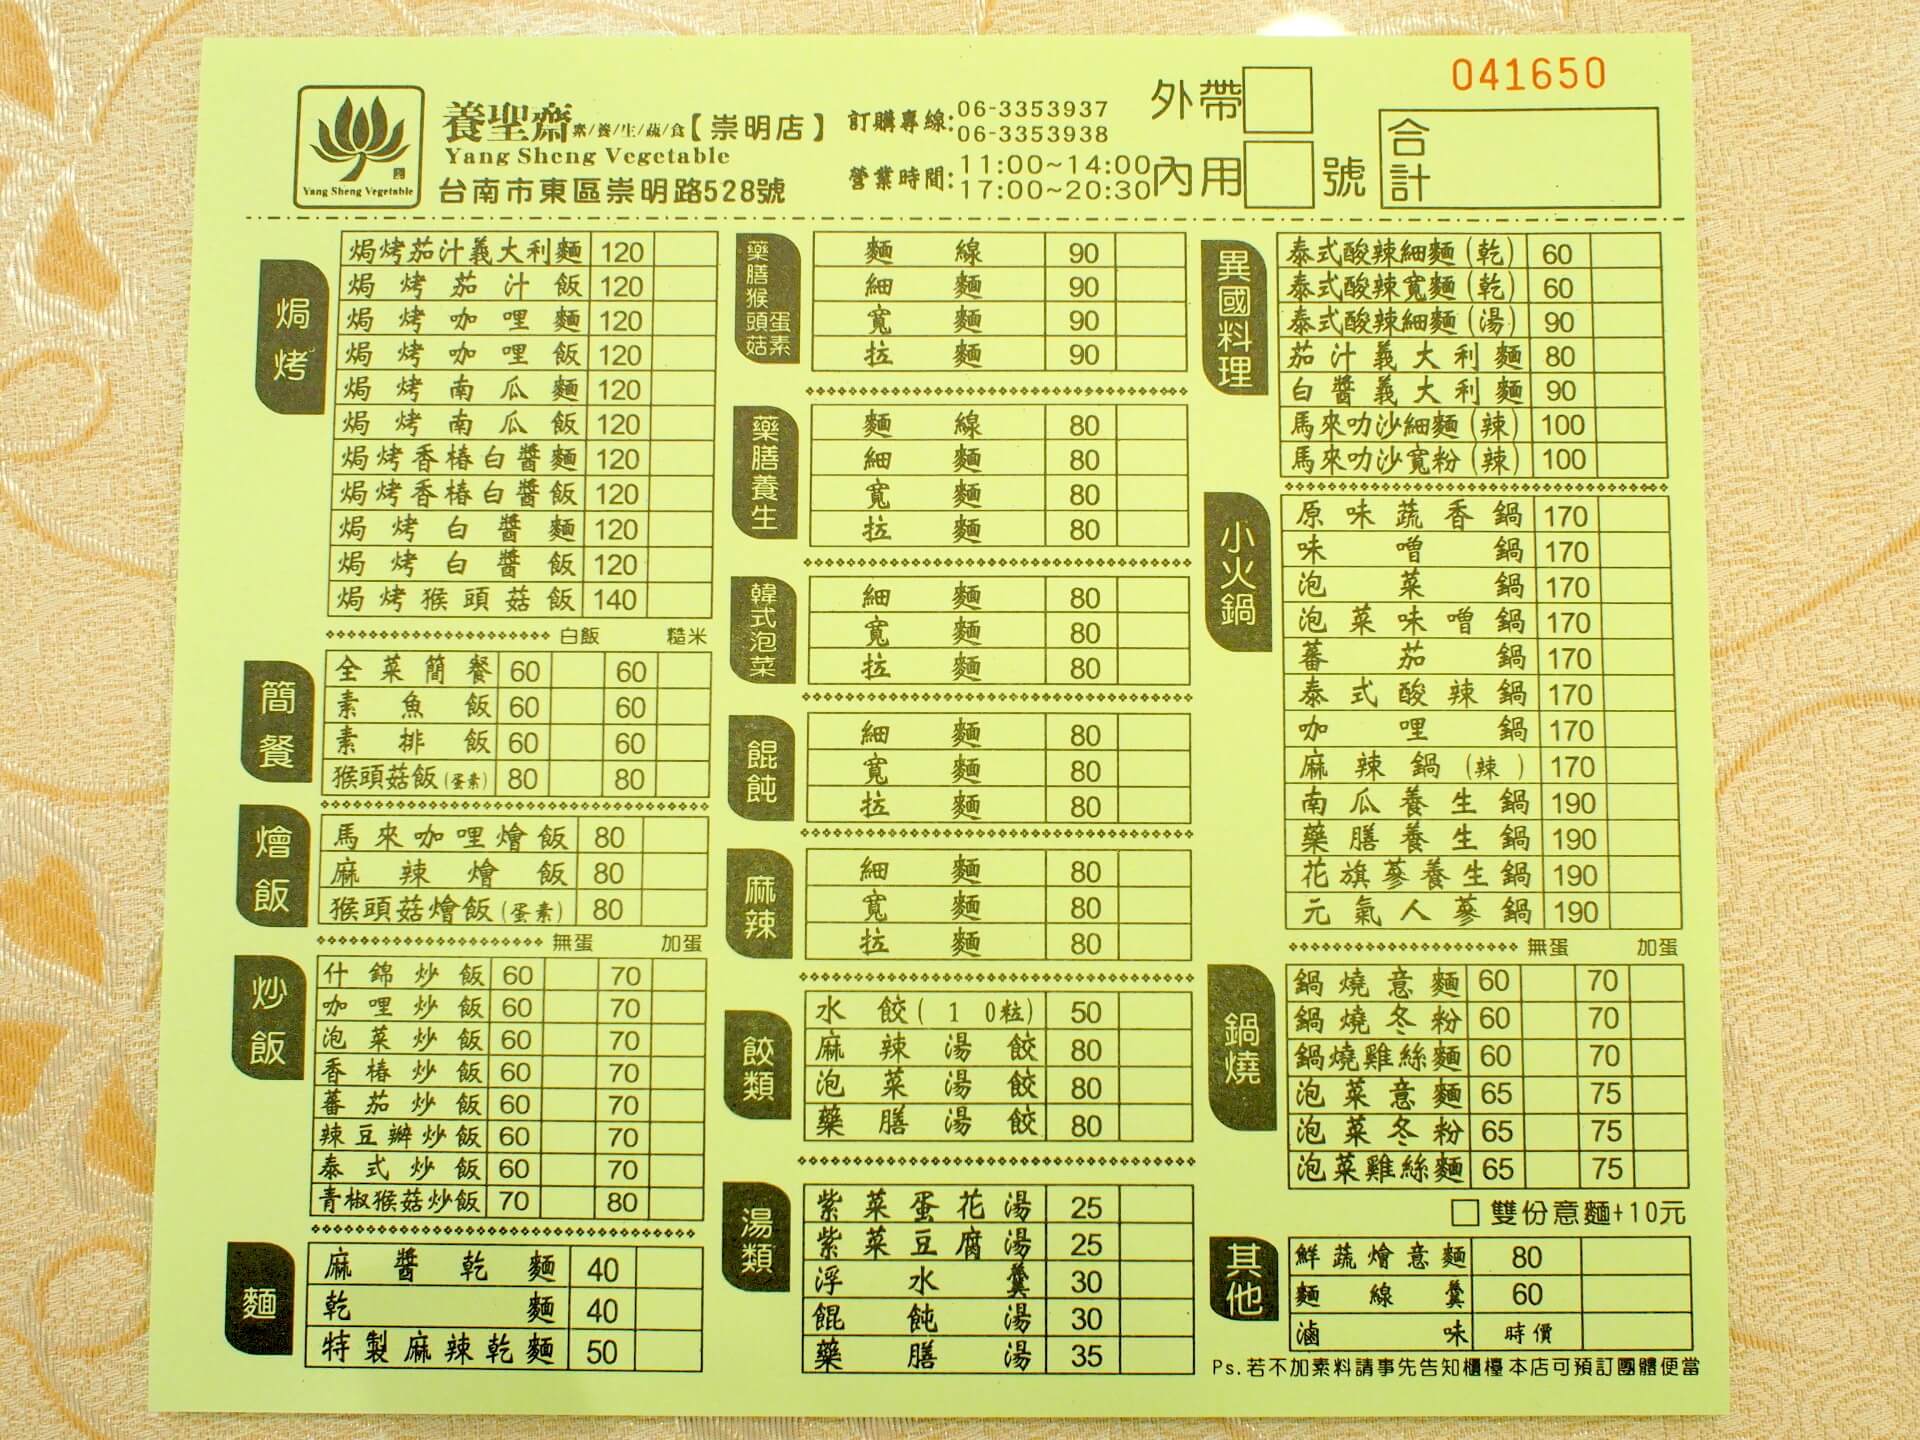 041650
養聖齋 素/養/生/蔬/食【崇明店】
Yang Sheng Vegetable
Yang Sheng Vegetable
台南市東區崇明路528號
訂購專線:06-3353937
06-3353938
營業時間:11:00~14:00
17:00~20:30
外帶
內用 號
合計
焗烤
焗烤茄汁義大利麵 120
焗烤茄汁飯 120
焗烤咖哩麵 120
焗烤咖哩飯 120
焗烤南瓜麵 120
焗烤南瓜飯 120
焗烤香椿白醬麵 120
焗烤香椿白醬飯 120
焗烤白醬麵 120
焗烤白醬飯 120
焗烤猴頭菇飯 140
白飯 糙米
簡餐
全菜簡餐 60 60
素魚飯 60 60
素排飯 60 60
猴頭菇飯(蛋素) 80 80
燴飯
馬來咖哩燴飯 80
麻辣燴飯 80
猴頭菇燴飯(蛋素) 80
無蛋 加蛋
炒飯
什錦炒飯 60 70
咖哩炒飯 60 70
泡菜炒飯 60 70
香椿炒飯 60 70
蕃茄炒飯 60 70
辣豆瓣炒飯 60 70
泰式炒飯 60 70
青椒猴菇炒飯 70 80
麵
麻醬乾麵 40
乾麵 40
特製麻辣乾麵 50
藥膳猴頭菇 蛋素
麵線 90
細麵 90
寬麵 90
拉麵 90
藥膳養生
麵線 80
細麵 80
寬麵 80
拉麵 80
韓式泡菜
細麵 80
寬麵 80
拉麵 80
餛飩
細麵 80
寬麵 80
拉麵 80
麻辣
細麵 80
寬麵 80
拉麵 80
餃類
水餃(10粒) 50
麻辣湯餃 80
泡菜湯餃 80
藥膳湯餃 80
湯類
紫菜蛋花湯 25
紫菜豆腐湯 25
浮水羹 30
餛飩湯 30
藥膳湯 35
異國料理
泰式酸辣細麵(乾) 60
泰式酸辣寬麵(乾) 60
泰式酸辣細麵(湯) 90
茄汁義大利麵 80
白醬義大利麵 90
馬來叻沙細麵(辣) 100
馬來叻沙寬粉(辣) 100
小火鍋
原味蔬香鍋 170
味噌鍋 170
泡菜鍋 170
泡菜味噌鍋 170
蕃茄鍋 170
泰式酸辣鍋 170
咖哩鍋 170
麻辣鍋(辣) 170
南瓜養生鍋 190
藥膳養生鍋 190
花旗蔘養生鍋 190
元氣人蔘鍋 190
無蛋 加蛋
鍋燒
鍋燒意麵 60 70
鍋燒冬粉 60 70
鍋燒雞絲麵 60 70
泡菜意麵 65 75
泡菜冬粉 65 75
泡菜雞絲麵 65 75
雙份意麵+10元
其他
鮮蔬燴意麵 80
麵線羹 60
滷味 時價
Ps.若不加素料請事先告知櫃檯本店可預訂團體便當